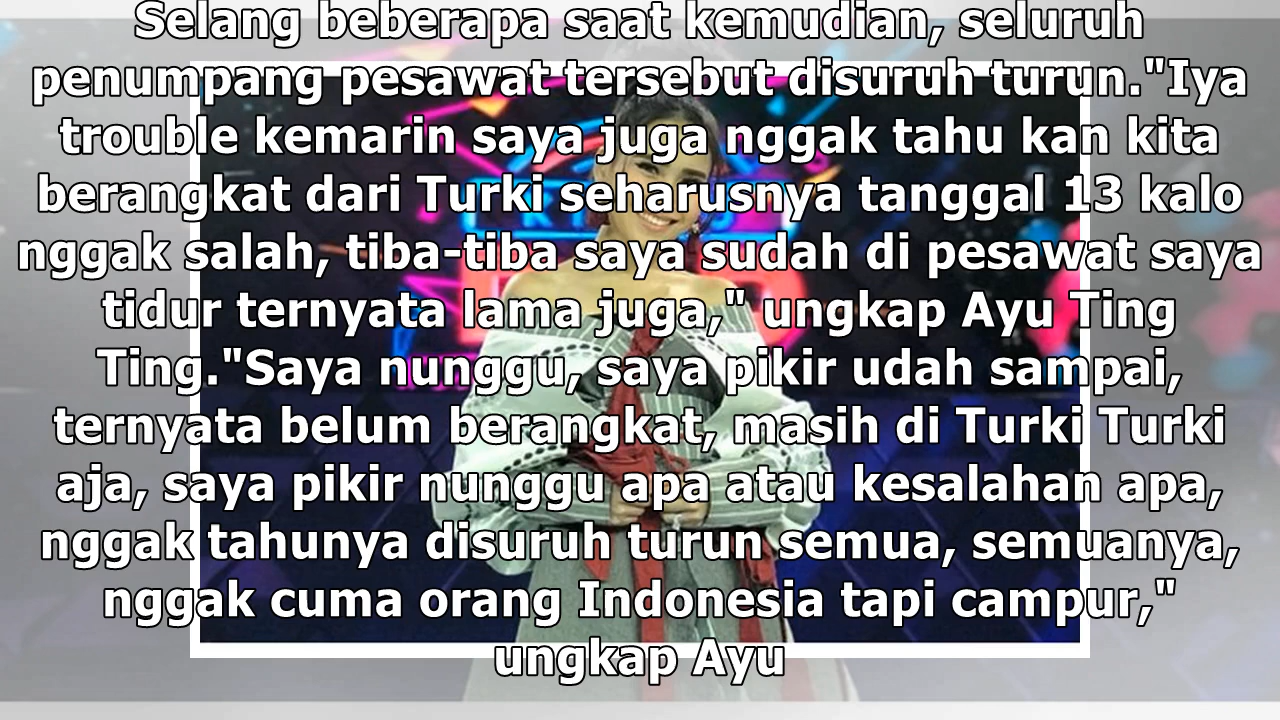 Selang beberapa saat kemudian, seluruh
penumpang pesawat tersebut disuruh turun."Iya
trouble kemarin saya juga nggak tahu kan kita
berangkat dari Turki seharusnya tanggal 13 kalo
nggak salah, tiba-tiba saya sudah di pesawat saya
tidur ternyata lama juga," ungkap Ayu Ting
Ting."Saya nunggu, saya pikir udah sampai,
ternyata belum berangkat, masih di Turki Turki
aja, saya pikir nunggu apa atau kesalahan apa,
nggak tahunya disuruh turun semua, semuanya,
nggak cuma orang Indonesia tapi campur,"
ungkap Ayu